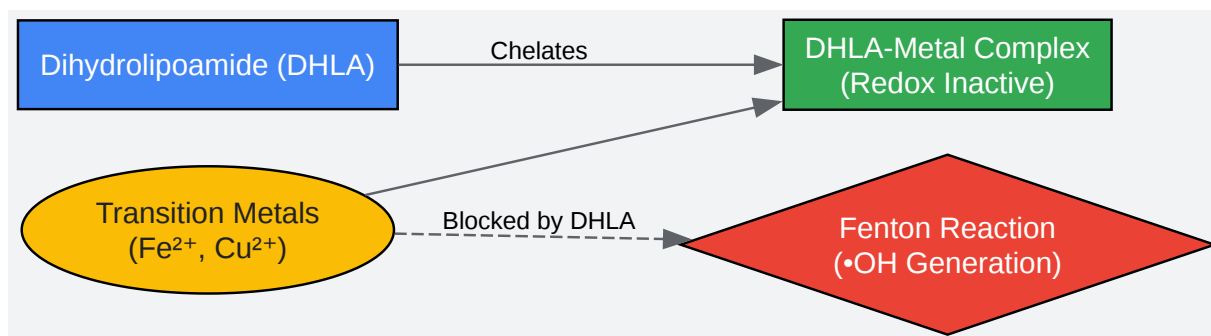 Dihydrolipoamide (DHLA)
Chelates
DHLA-Metal Complex
(Redox Inactive)
Transition Metals
(Fe²⁺, Cu²⁺)
Blocked by DHLA
Fenton Reaction
(•OH Generation)